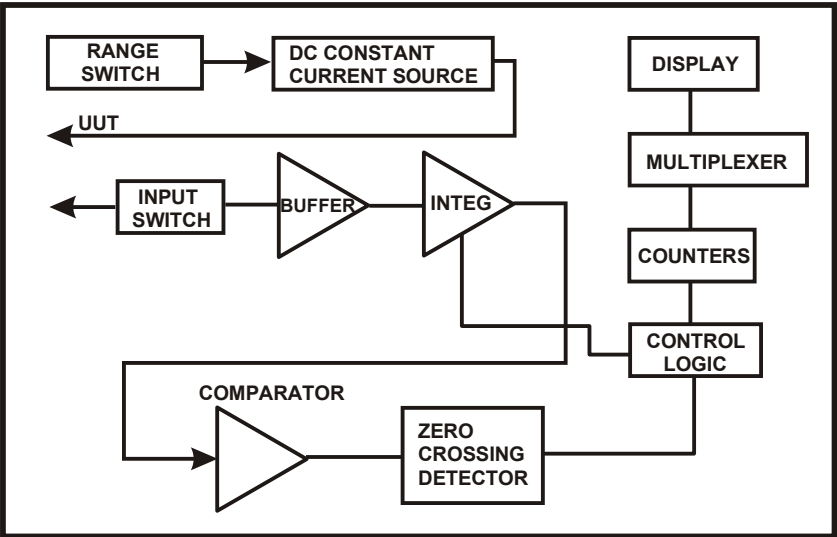 RANGE
SWITCH
DC CONSTANT
CURRENT SOURCE
DISPLAY
UUT
MULTIPLEXER
INPUT
SWITCH
BUFFER
INTEG
COUNTERS
CONTROL
LOGIC
COMPARATOR
ZERO
CROSSING
DETECTOR